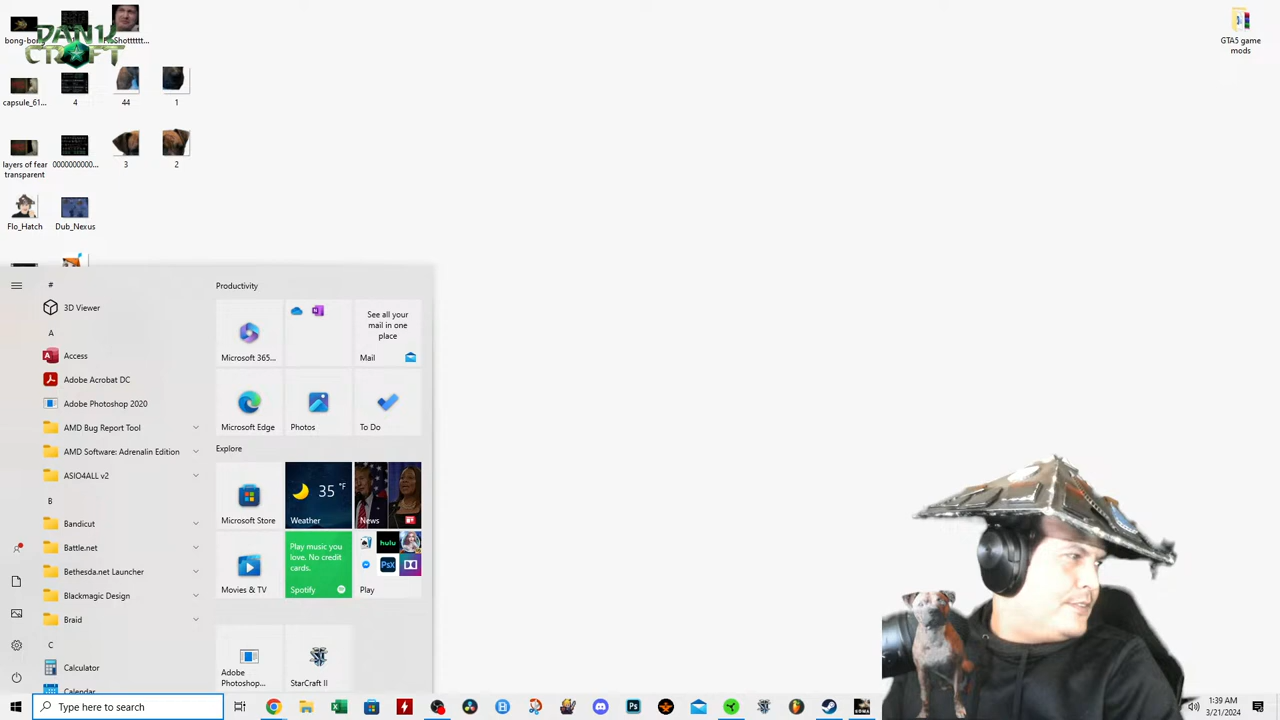 bong-bon...
DANK
CRAFT
capsule_61...
4
44
1
layers of fear
transparent
0000000000...
3
2
Flo_Hatch
Dub_Nexus
GTA5 game
mods
#
3D Viewer
A
Access
Adobe Acrobat DC
Adobe Photoshop 2020
AMD Bug Report Tool
AMD Software: Adrenalin Edition
ASIO4ALL v2
B
Bandicut
Battle.net
Bethesda.net Launcher
Blackmagic Design
Braid
C
Calculator
Calendar
Productivity
Microsoft 365...
See all your
mail in one
place
Mail
Microsoft Edge
Photos
To Do
Explore
Microsoft Store
35 °F
Weather
News
Movies & TV
Play music you
love. No credit
cards.
Spotify
hulu
Play
Adobe
Photoshop...
StarCraft II
Type here to search
1:39 AM
3/21/2024